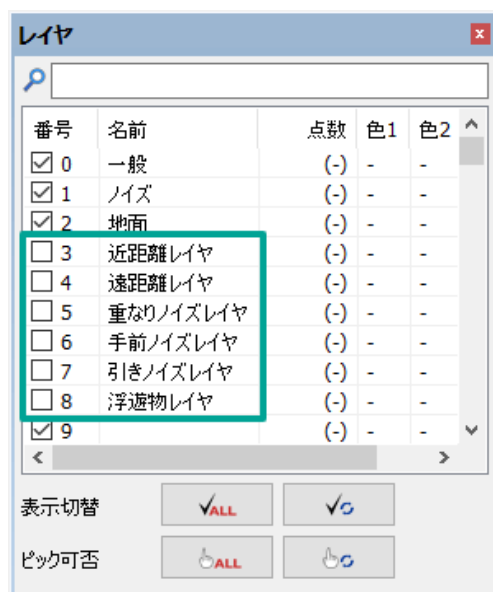 レイヤ
番号 名前 点数 色1 色2
0 一般 (-) - -
1 ノイズ (-) - -
2 地面 (-) - -
3 近距離レイヤ (-) - -
4 遠距離レイヤ (-) - -
5 重なりノイズレイヤ (-) - -
6 手前ノイズレイヤ (-) - -
7 引きノイズレイヤ (-) - -
8 浮遊物レイヤ (-) - -
9 (-) - -
表示切替 ALL
ピック可否 ALL